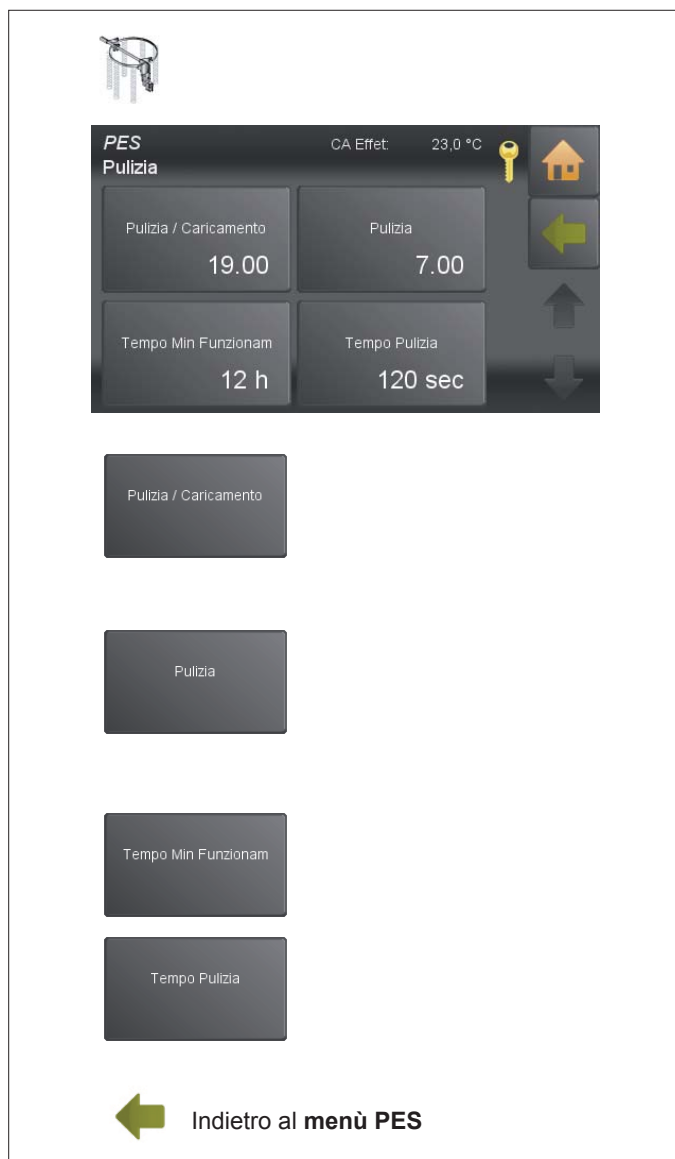 PES CA Effet: 23,0 °C
Pulizia
Pulizia / Caricamento Pulizia
19.00 7.00
Tempo Min Funzionam Tempo Pulizia
12 h 120 sec
Pulizia / Caricamento
Pulizia
Tempo Min Funzionam
Tempo Pulizia
Indietro al menù PES